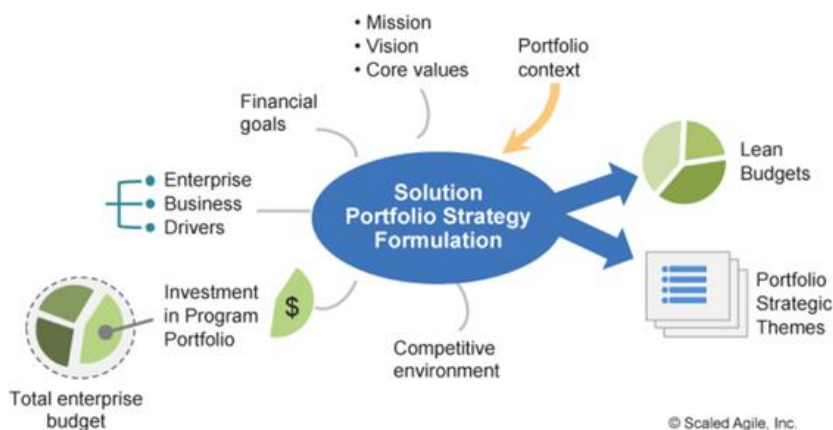 • Mission
• Vision
• Core values
Portfolio
context
Financial
goals
Enterprise
Business
Drivers
Solution
Portfolio Strategy
Formulation
Lean
Budgets
Investment
in Program
Portfolio
$
Portfolio
Strategic
Themes
Competitive
environment
Total enterprise
budget
© Scaled Agile, Inc.